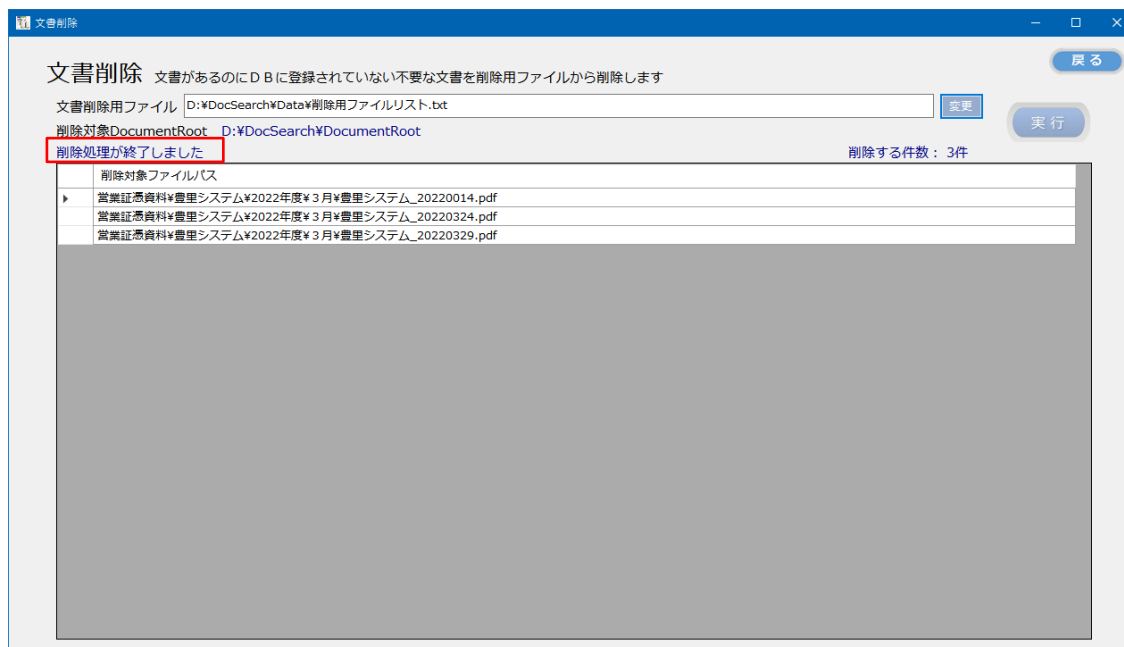 文書削除
戻る
文書削除 文書があるのにDBに登録されていない不要な文書を削除用ファイルから削除します
文書削除用ファイル D:¥DocSearch¥Data¥削除用ファイルリスト.txt 変更
実行
削除対象DocumentRoot D:¥DocSearch¥DocumentRoot
削除処理が終了しました 削除する件数： 3件
削除対象ファイルパス
営業証憑資料¥豊里システム¥2022年度¥３月¥豊里システム_20220014.pdf
営業証憑資料¥豊里システム¥2022年度¥３月¥豊里システム_20220324.pdf
営業証憑資料¥豊里システム¥2022年度¥３月¥豊里システム_20220329.pdf